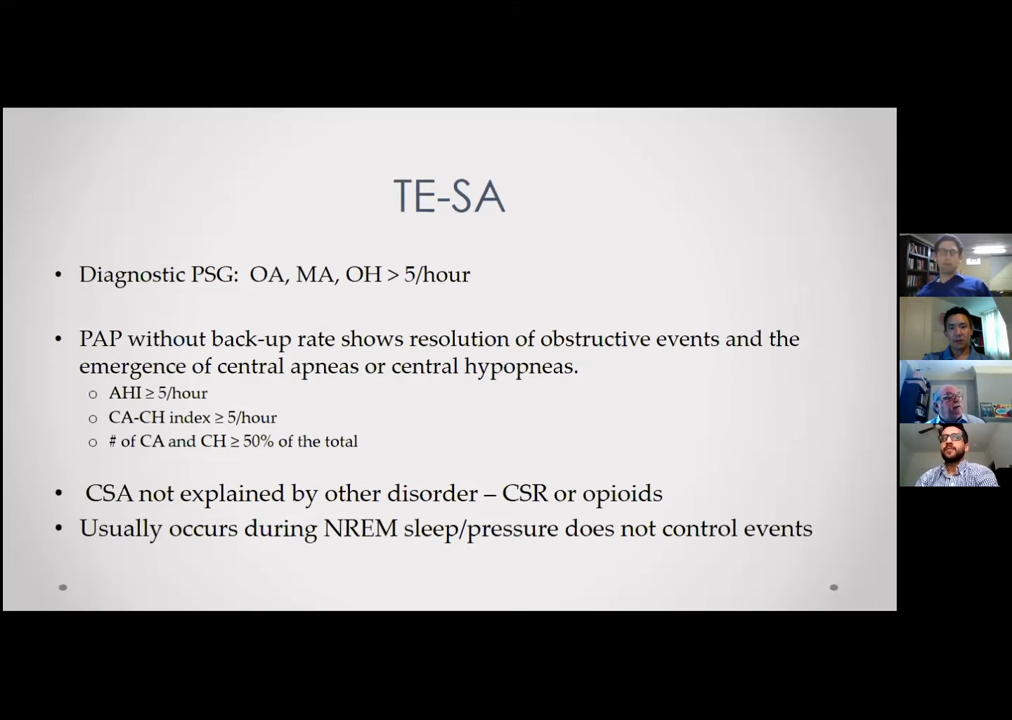 TE-SA
• Diagnostic PSG: OA, MA, OH > 5/hour
• PAP without back-up rate shows resolution of obstructive events and the
emergence of central apneas or central hypopneas.
o AHI ≥ 5/hour
o CA-CH index ≥ 5/hour
o # of CA and CH ≥ 50% of the total
• CSA not explained by other disorder – CSR or opioids
• Usually occurs during NREM sleep/pressure does not control events